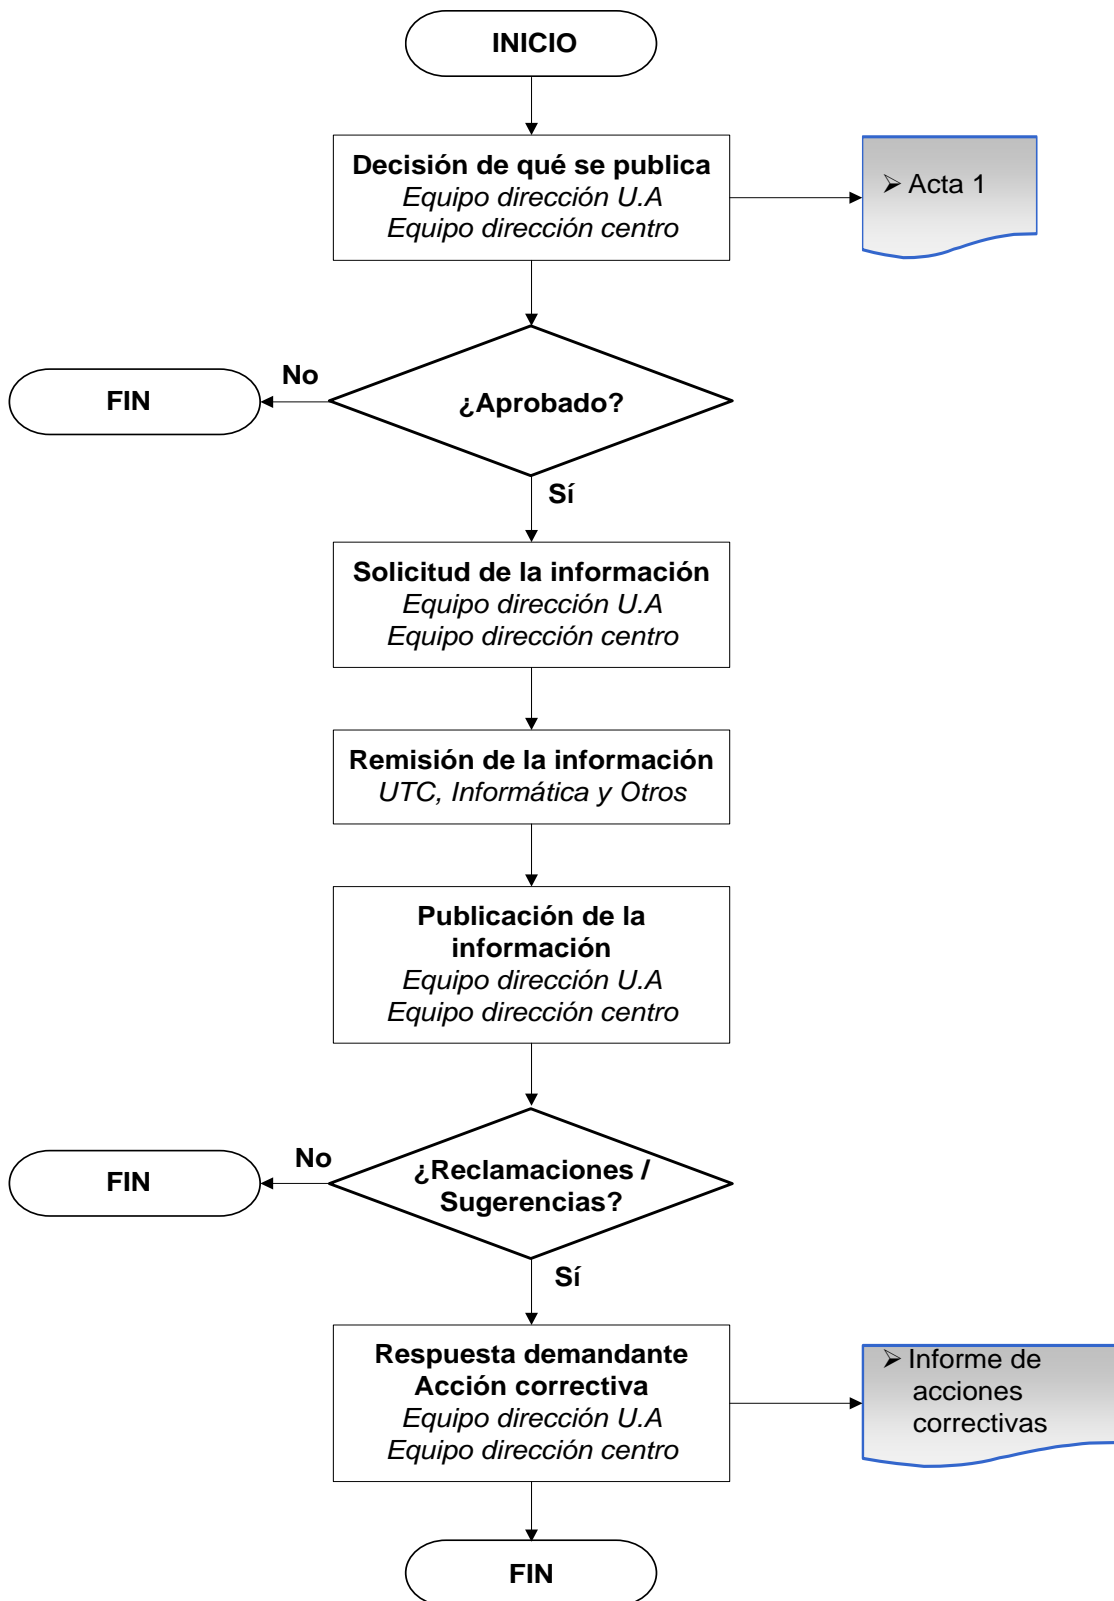 INICIO
Decisión de qué se publica
Equipo dirección U.A
Equipo dirección centro
➢ Acta 1
¿Aprobado?
No
FIN
Sí
Solicitud de la información
Equipo dirección U.A
Equipo dirección centro
Remisión de la información
UTC, Informática y Otros
Publicación de la
información
Equipo dirección U.A
Equipo dirección centro
¿Reclamaciones /
Sugerencias?
No
FIN
Sí
Respuesta demandante
Acción correctiva
Equipo dirección U.A
Equipo dirección centro
➢ Informe de
acciones
correctivas
FIN